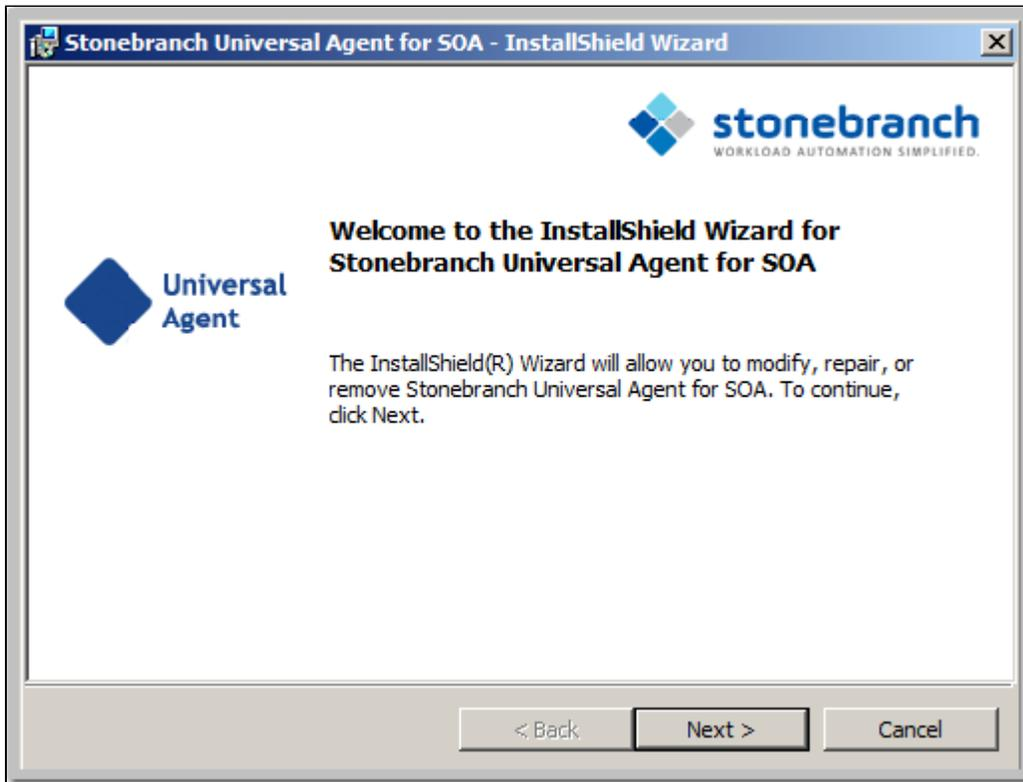 Stonebranch Universal Agent for SOA - InstallShield Wizard
stonebranch
WORKLOAD AUTOMATION SIMPLIFIED.
Welcome to the InstallShield Wizard for
Stonebranch Universal Agent for SOA
Universal
Agent
The InstallShield(R) Wizard will allow you to modify, repair, or
remove Stonebranch Universal Agent for SOA. To continue,
click Next.
< Back
Next >
Cancel